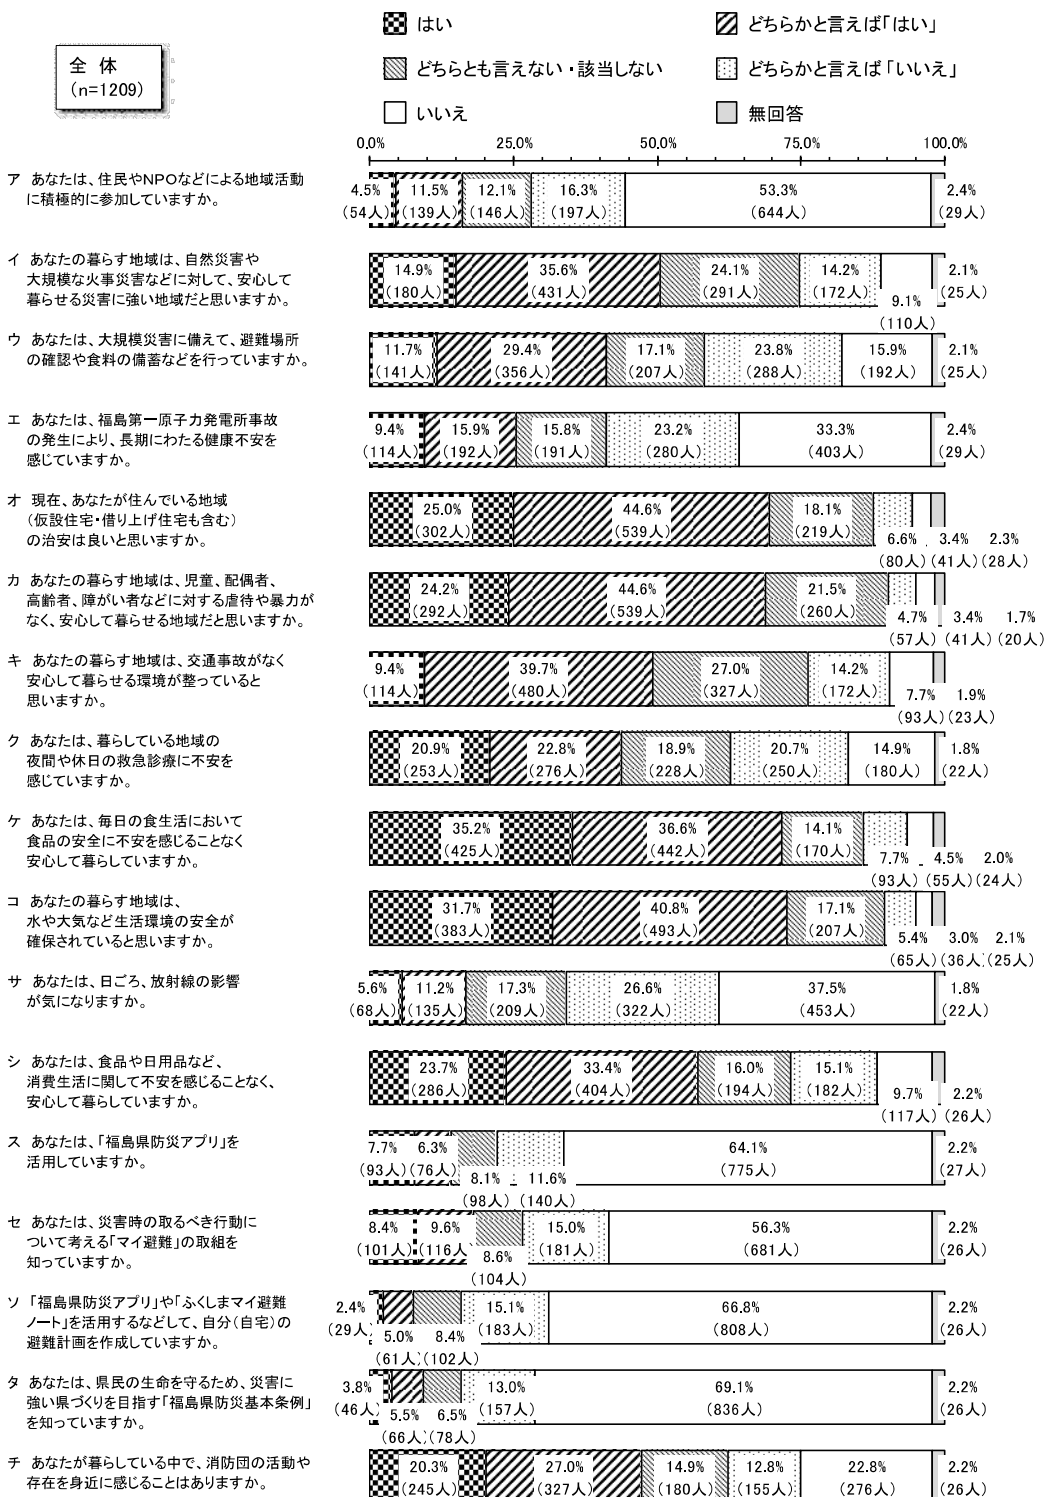 はい
どちらかと言えば「はい」
全 体
(n=1209)
どちらとも言えない・該当しない
どちらかと言えば「いいえ」
いいえ
無回答
0.0% 25.0% 50.0% 75.0% 100.0%
ア あなたは、住民やNPOなどによる地域活動
に積極的に参加していますか。
4.5% 11.5% 12.1% 16.3% 53.3% 2.4%
(54人) (139人) (146人) (197人) (644人) (29人)
イ あなたの暮らす地域は、自然災害や
大規模な火事災害などに対して、安心して
暮らせる災害に強い地域だと思いますか。
14.9% 35.6% 24.1% 14.2% 9.1% 2.1%
(180人) (431人) (291人) (172人) (110人) (25人)
ウ あなたは、大規模災害に備えて、避難場所
の確認や食料の備蓄などを行っていますか。
11.7% 29.4% 17.1% 23.8% 15.9% 2.1%
(141人) (356人) (207人) (288人) (192人) (25人)
エ あなたは、福島第一原子力発電所事故
の発生により、長期にわたる健康不安を
感じていますか。
9.4% 15.9% 15.8% 23.2% 33.3% 2.4%
(114人) (192人) (191人) (280人) (403人) (29人)
オ 現在、あなたが住んでいる地域
(仮設住宅・借り上げ住宅も含む)
の治安は良いと思いますか。
25.0% 44.6% 18.1% 6.6% 3.4% 2.3%
(302人) (539人) (219人) (80人) (41人) (28人)
カ あなたの暮らす地域は、児童、配偶者、
高齢者、障がい者などに対する虐待や暴力が
なく、安心して暮らせる地域だと思いますか。
24.2% 44.6% 21.5% 4.7% 3.4% 1.7%
(292人) (539人) (260人) (57人) (41人) (20人)
キ あなたの暮らす地域は、交通事故がなく
安心して暮らせる環境が整っていると
思いますか。
9.4% 39.7% 27.0% 14.2% 7.7% 1.9%
(114人) (480人) (327人) (172人) (93人) (23人)
ク あなたは、暮らしている地域の
夜間や休日の救急診療に不安を
感じていますか。
20.9% 22.8% 18.9% 20.7% 14.9% 1.8%
(253人) (276人) (228人) (250人) (180人) (22人)
ケ あなたは、毎日の食生活において
食品の安全に不安を感じることなく
安心して暮らしていますか。
35.2% 36.6% 14.1% 7.7% 4.5% 2.0%
(425人) (442人) (170人) (93人) (55人) (24人)
コ あなたの暮らす地域は、
水や大気など生活環境の安全が
確保されていると思いますか。
31.7% 40.8% 17.1% 5.4% 3.0% 2.1%
(383人) (493人) (207人) (65人) (36人) (25人)
サ あなたは、日ごろ、放射線の影響
が気になりますか。
5.6% 11.2% 17.3% 26.6% 37.5% 1.8%
(68人) (135人) (209人) (322人) (453人) (22人)
シ あなたは、食品や日用品など、
消費生活に関して不安を感じることなく、
安心して暮らしていますか。
23.7% 33.4% 16.0% 15.1% 9.7% 2.2%
(286人) (404人) (194人) (182人) (117人) (26人)
ス あなたは、「福島県防災アプリ」を
活用していますか。
7.7% 6.3% 8.1% 11.6% 64.1% 2.2%
(93人) (76人) (98人) (140人) (775人) (27人)
セ あなたは、災害時の取るべき行動に
ついて考える「マイ避難」の取組を
知っていますか。
8.4% 9.6% 8.6% 15.0% 56.3% 2.2%
(101人) (116人) (104人) (181人) (681人) (26人)
ソ 「福島県防災アプリ」や「ふくしまマイ避難
ノート」を活用するなどして、自分(自宅)の
避難計画を作成していますか。
2.4% 5.0% 8.4% 15.1% 66.8% 2.2%
(29人) (61人) (102人) (183人) (808人) (26人)
タ あなたは、県民の生命を守るため、災害に
強い県づくりを目指す「福島県防災基本条例」
を知っていますか。
3.8% 5.5% 6.5% 13.0% 69.1% 2.2%
(46人) (66人) (78人) (157人) (836人) (26人)
チ あなたが暮らしている中で、消防団の活動や
存在を身近に感じることはありますか。
20.3% 27.0% 14.9% 12.8% 22.8% 2.2%
(245人) (327人) (180人) (155人) (276人) (26人)